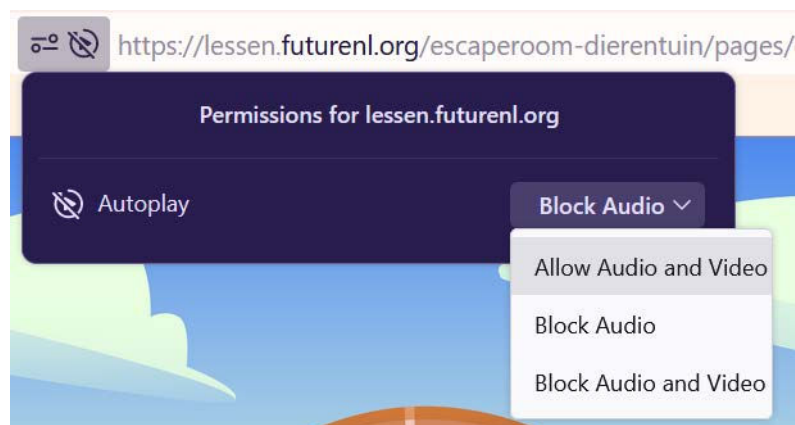 https://lessen.futurenl.org/escaperoom-dierentuin/pages/
Permissions for lessen.futurenl.org
Autoplay
Block Audio
Allow Audio and Video
Block Audio
Block Audio and Video